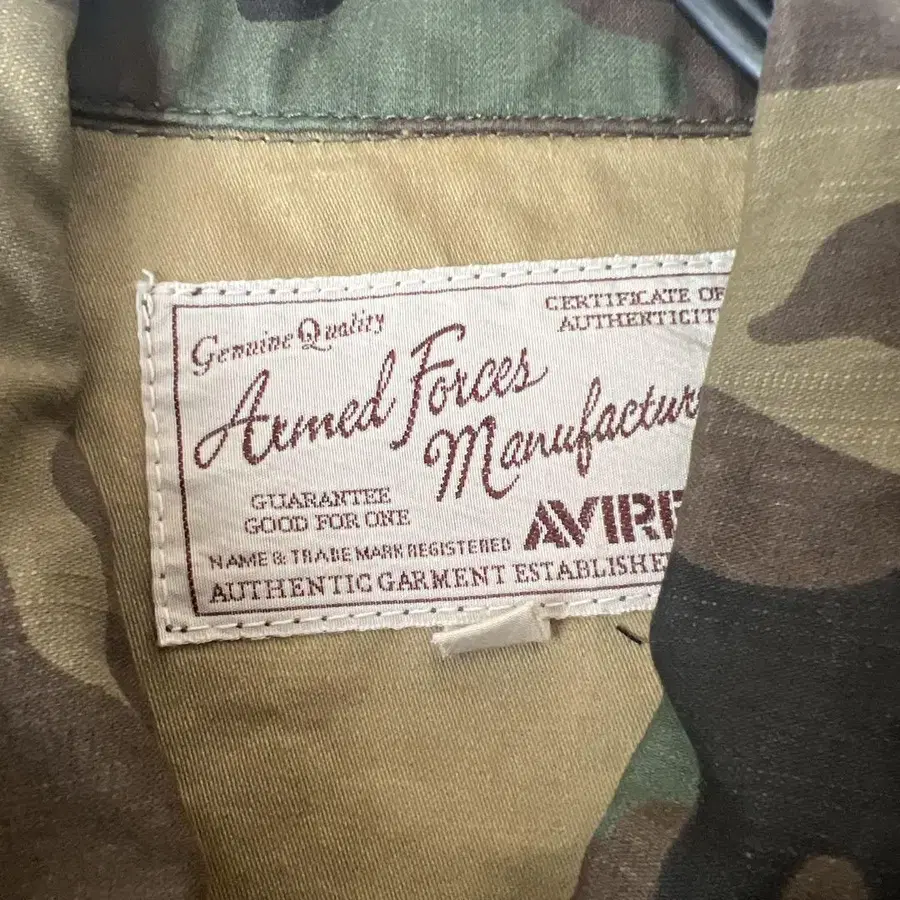 Genuine Quality
CERTIFICATE OF
AUTHENTICIT
Armed Forces
Manufactur
GUARANTEE
GOOD FOR ONE
AVIRE
NAME & TRADE MARK REGISTERED
AUTHENTIC GARMENT ESTABLISHE